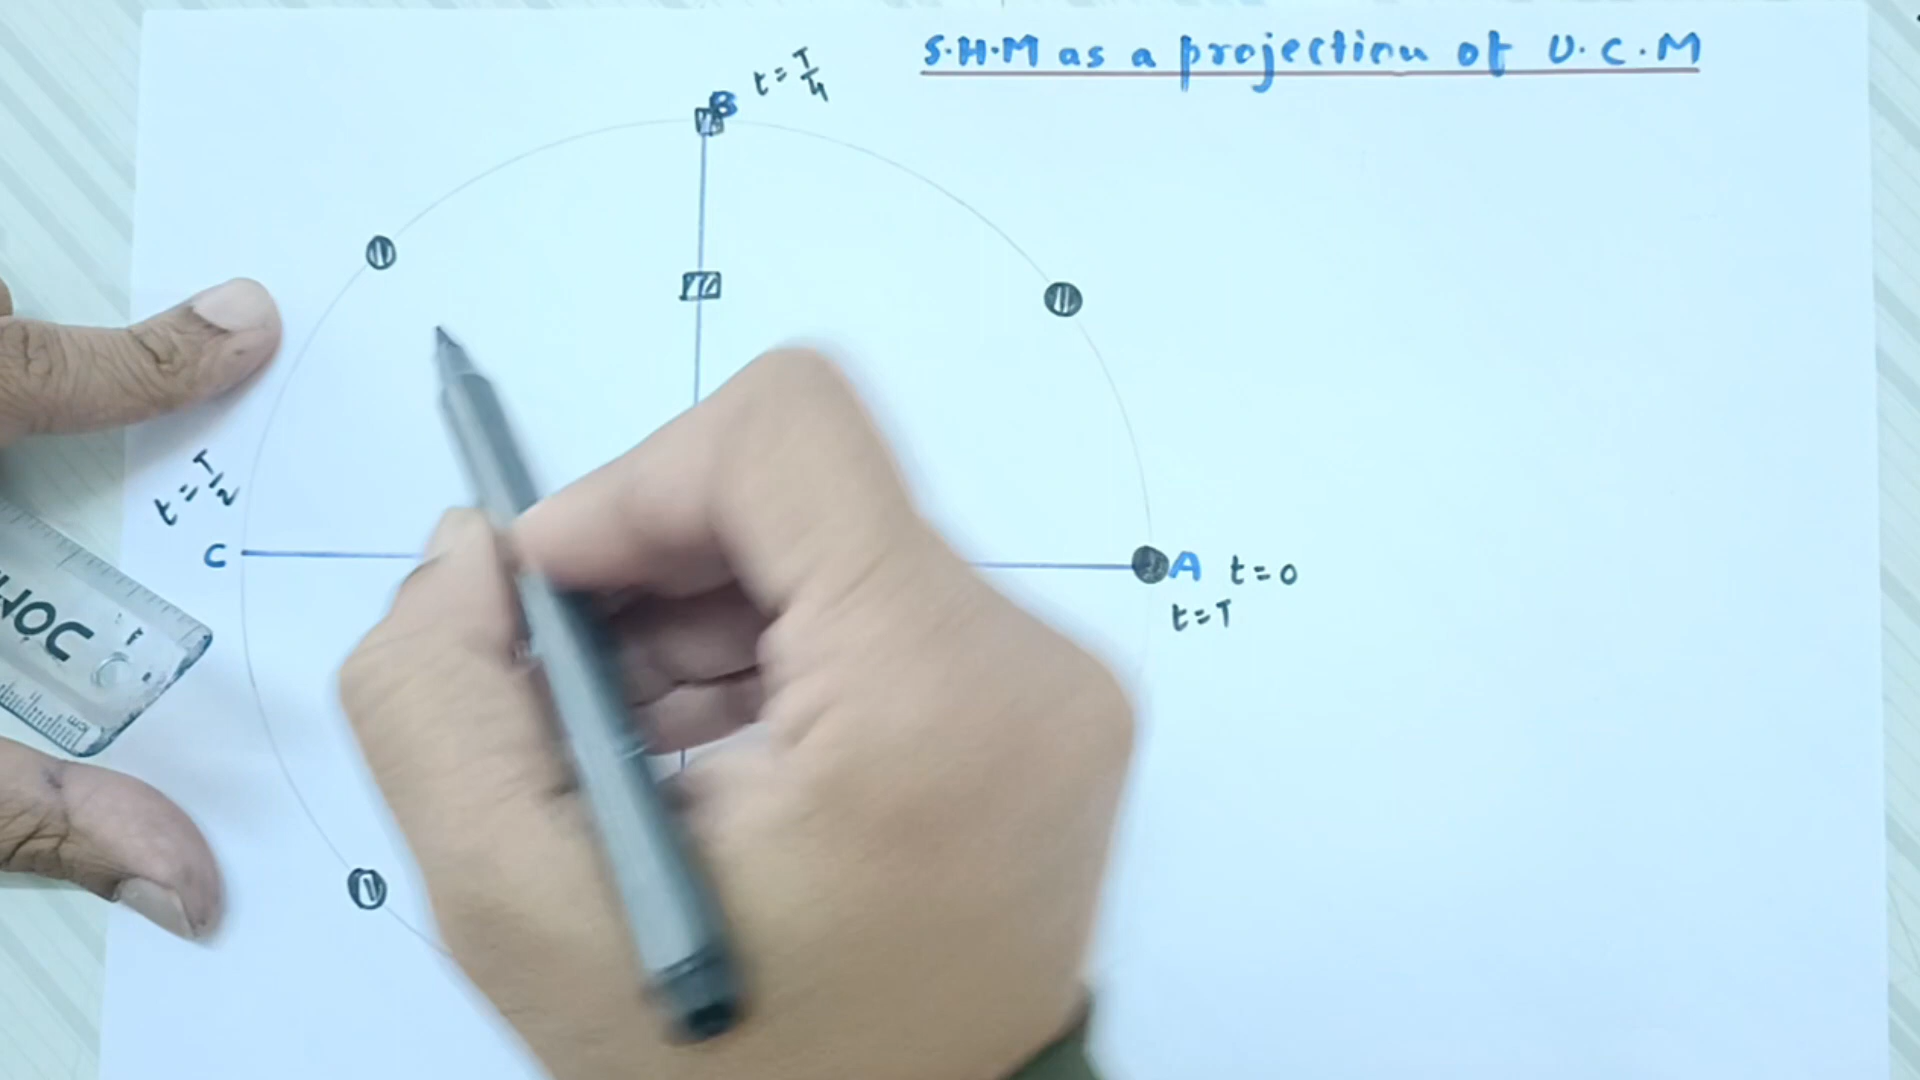 S.H.M as a projection of U.C.M
B t = T/4
t = T/2
C
A t = 0
t = T